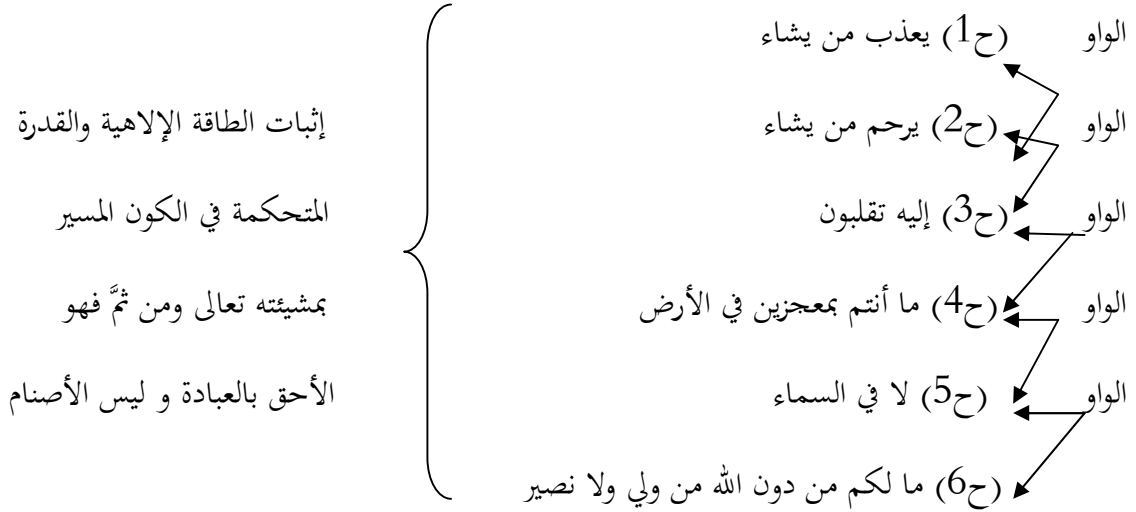 الواو (ح1) يعذب من يشاء
الواو (ح2) يرحم من يشاء
الواو (ح3) إليه تقلبون
الواو (ح4) ما أنتم بمعجزين في الأرض
الواو (ح5) لا في السماء
(ح6) ما لكم من دون الله من ولي ولا نصير
إثبات الطاقة الإلاهية والقدرة
المتحكمة في الكون المسير
بمشيئته تعالى ومن ثمَّ فهو
الأحق بالعبادة و ليس الأصنام